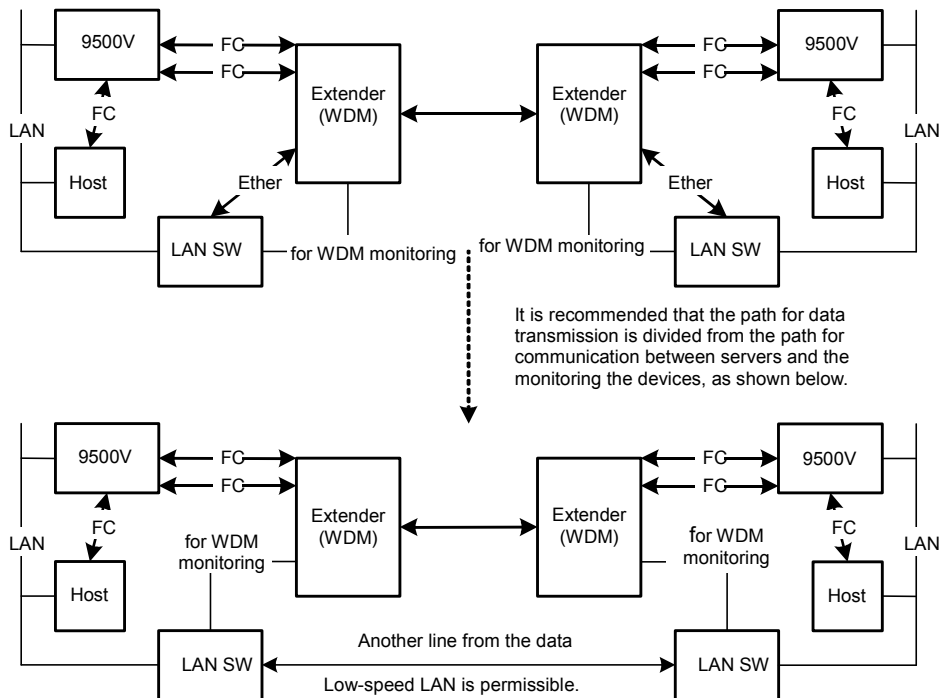 9500V
FC
FC
9500V
FC
FC
FC
LAN
Host
Extender
(WDM)
Extender
(WDM)
FC
LAN
Host
Ether
Ether
LAN SW
for WDM monitoring
for WDM monitoring
LAN SW
It is recommended that the path for data
transmission is divided from the path for
communication between servers and the
monitoring the devices, as shown below.
9500V
FC
FC
9500V
FC
FC
FC
LAN
Host
Extender
(WDM)
Extender
(WDM)
FC
LAN
Host
for WDM
monitoring
for WDM
monitoring
LAN SW
Another line from the data
Low-speed LAN is permissible.
LAN SW